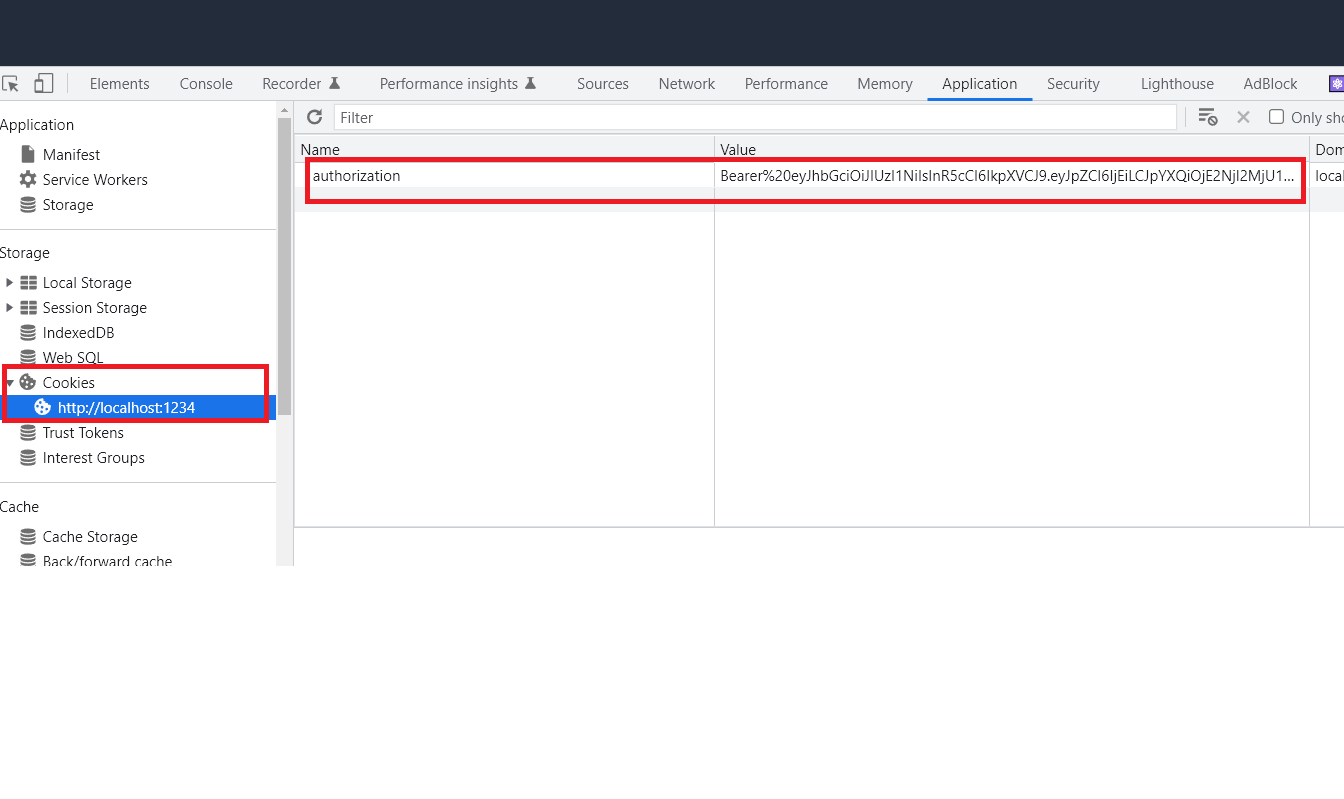 Elements Console Recorder Performance insights Sources Network Performance Memory Application Security Lighthouse AdBlock
Application
Manifest
Service Workers
Storage
Storage
Local Storage
Session Storage
IndexedDB
Web SQL
Cookies
http://localhost:1234
Trust Tokens
Interest Groups
Cache
Cache Storage
Back/forward cache
Filter
Only sho
Name Value Dom
authorization Bearer%20eyJhbGciOiJIUzI1NiIsInR5cCI6IkpXVCJ9.eyJpZCI6IjEiLCJpYXQiOjE2NjI2MjU1... local